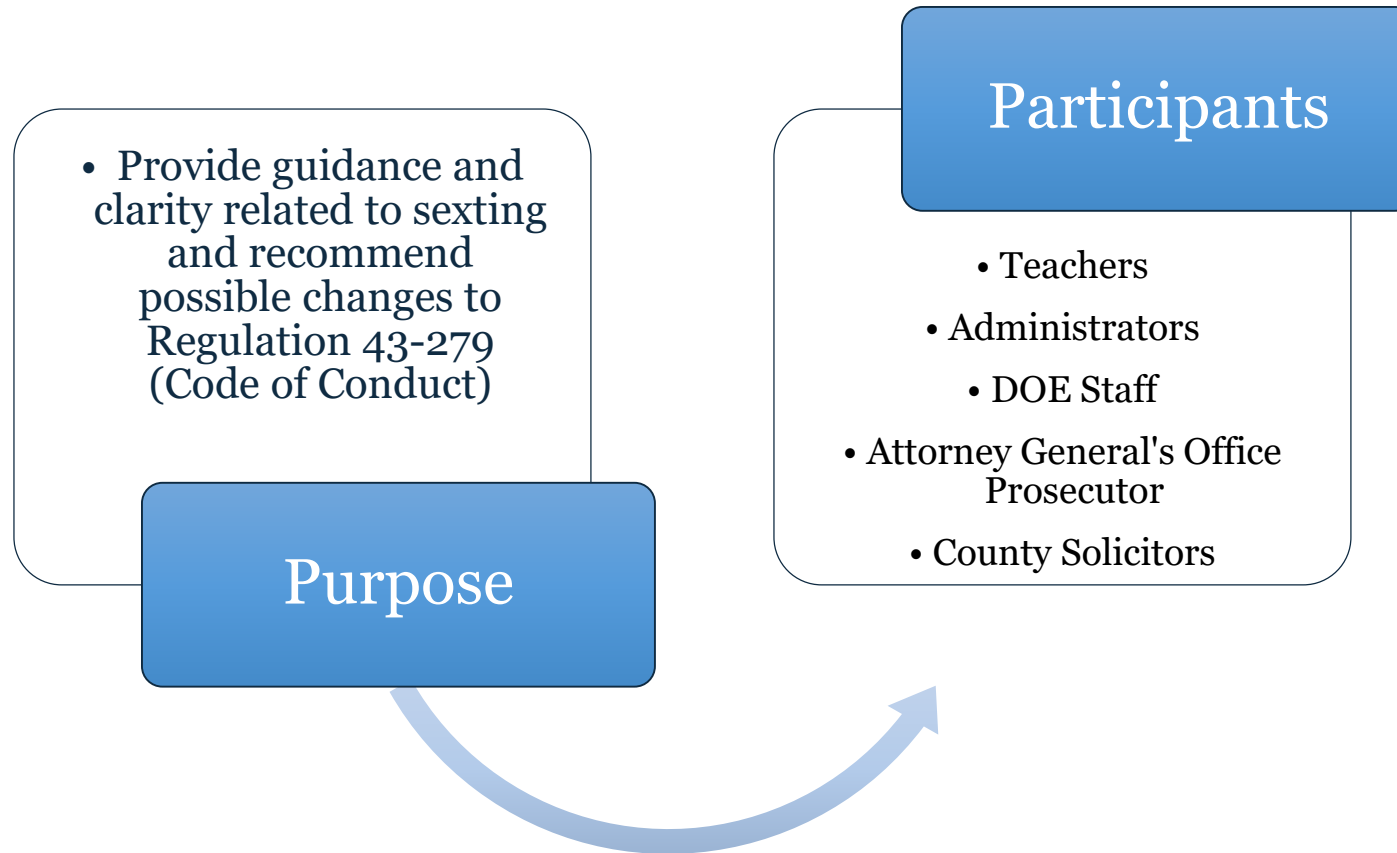 • Provide guidance and
clarity related to sexting
and recommend
possible changes to
Regulation 43-279
(Code of Conduct)
Purpose
Participants
• Teachers
• Administrators
• DOE Staff
• Attorney General's Office
Prosecutor
• County Solicitors